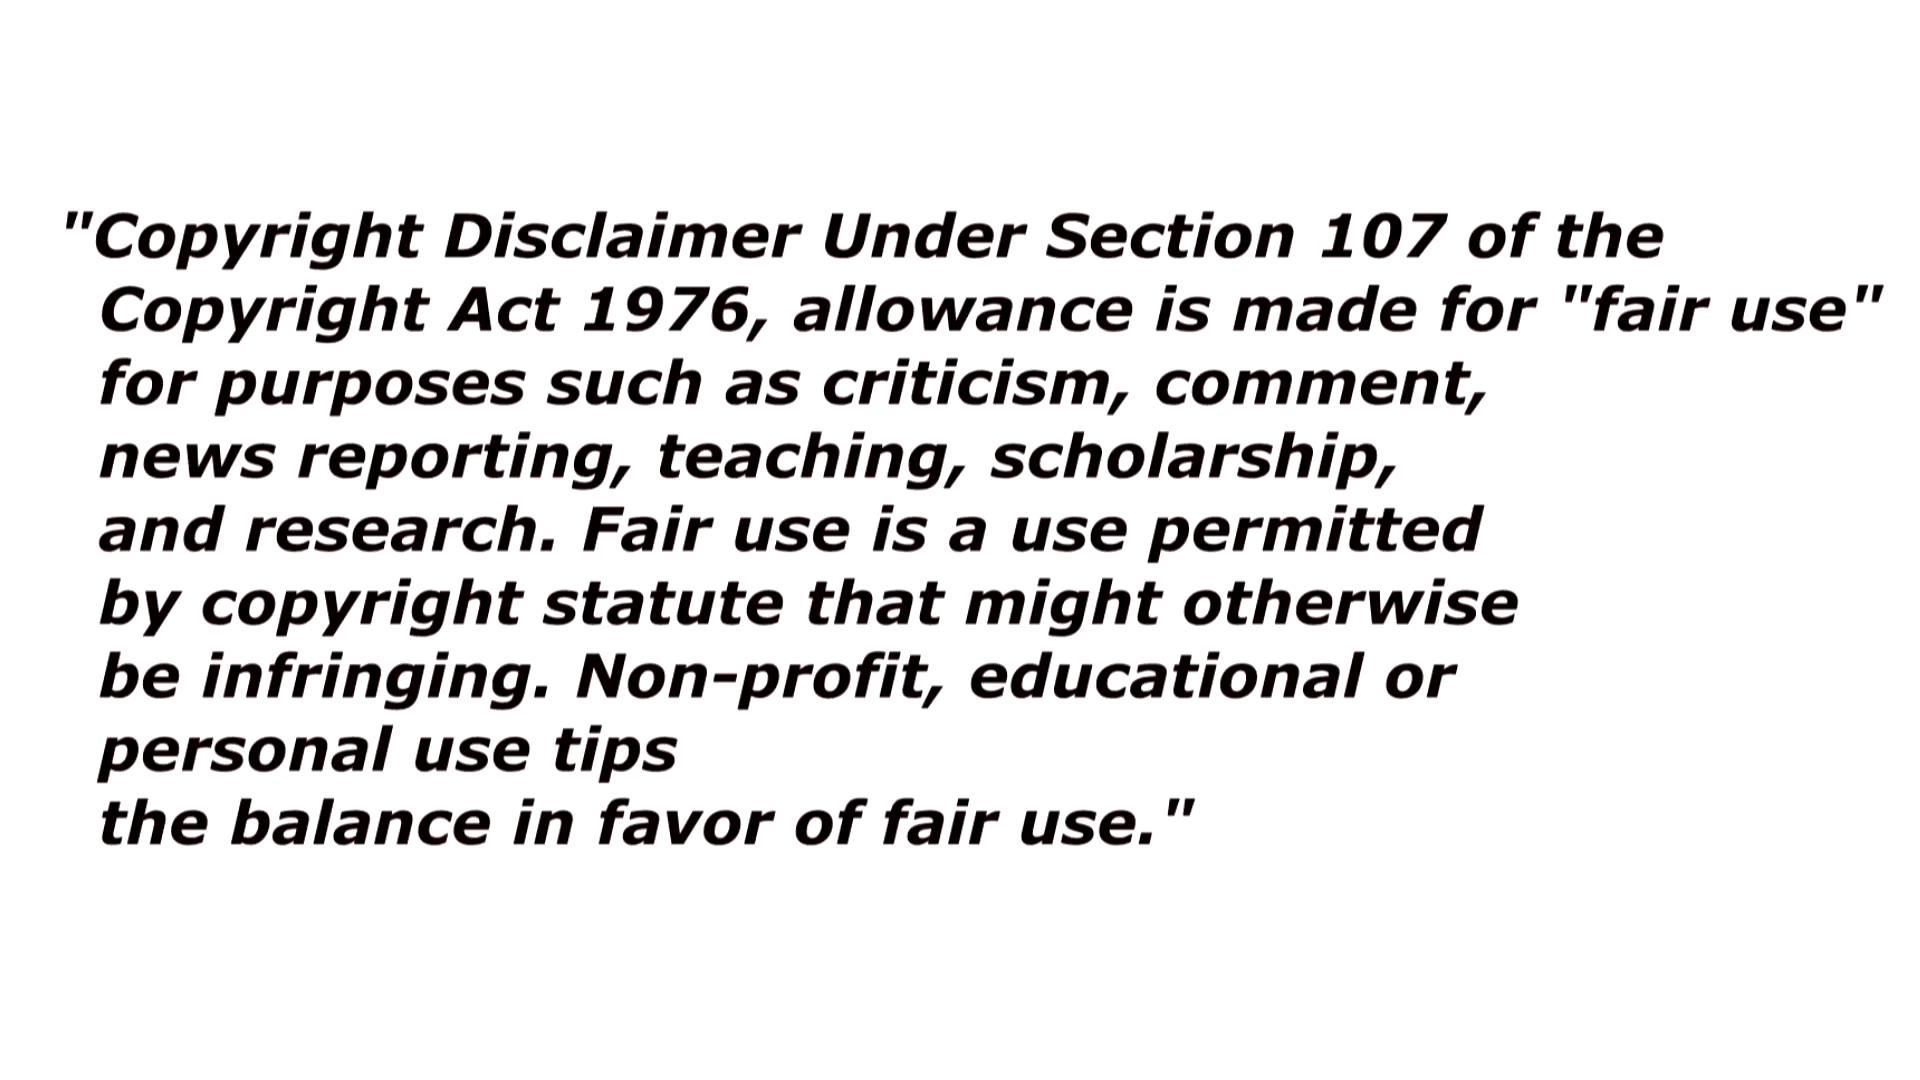 "Copyright Disclaimer Under Section 107 of the
Copyright Act 1976, allowance is made for "fair use"
for purposes such as criticism, comment,
news reporting, teaching, scholarship,
and research. Fair use is a use permitted
by copyright statute that might otherwise
be infringing. Non-profit, educational or
personal use tips
the balance in favor of fair use."